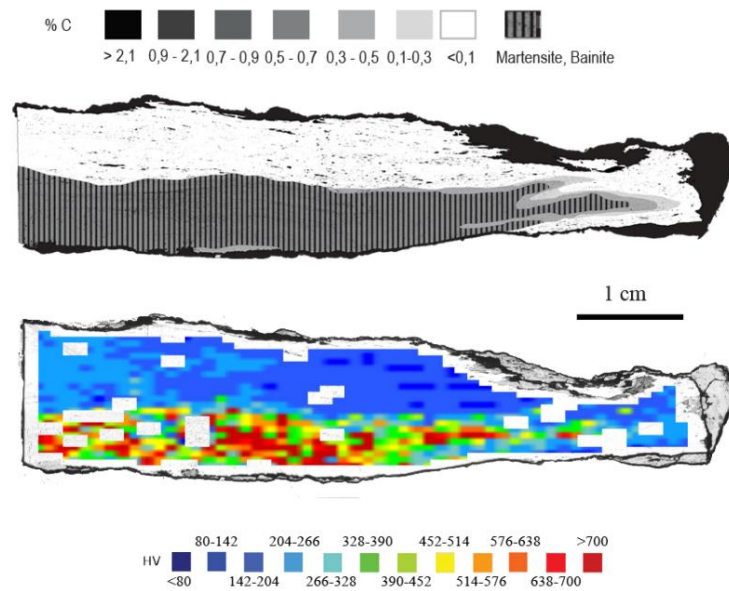 % C
> 2,1 0,9 - 2,1 0,7 - 0,9 0,5 - 0,7 0,3 - 0,5 0,1-0,3 <0,1 Martensite, Bainite
1 cm
80-142 204-266 328-390 452-514 576-638 >700
HV
<80 142-204 266-328 390-452 514-576 638-700